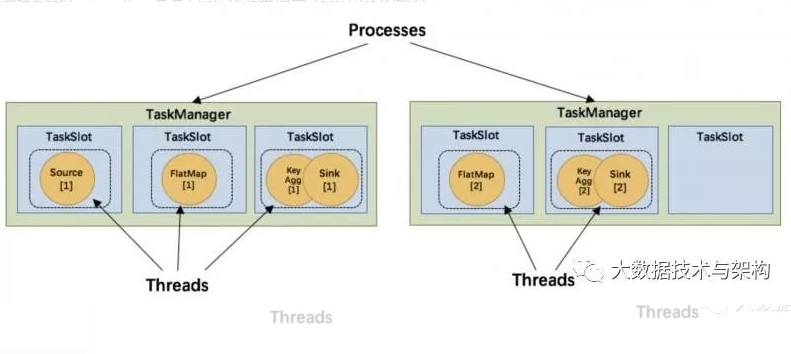 Processes
TaskManager
TaskSlot
TaskSlot
TaskSlot
Source
[1]
FlatMap
[1]
Key
Agg
[1]
Sink
[1]
Threads
TaskManager
TaskSlot
TaskSlot
TaskSlot
FlatMap
[2]
Key
Agg
[2]
Sink
[2]
Threads
大数据技术与架构
Threads
Threads